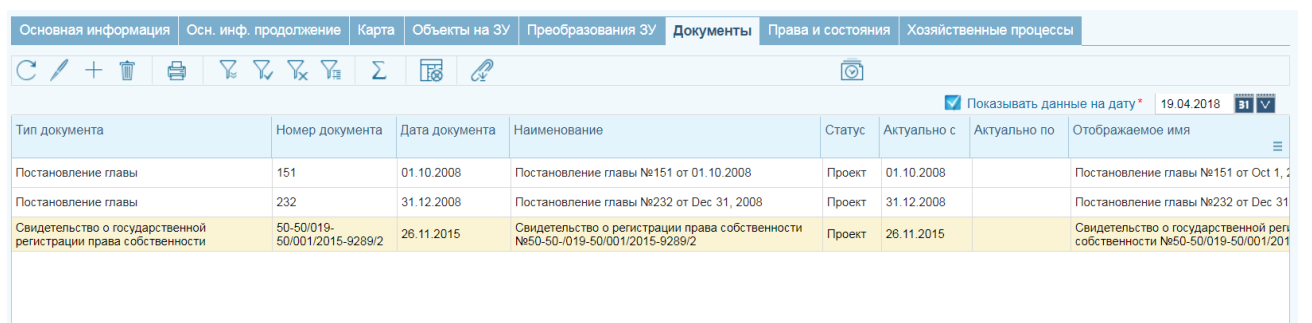 Основная информация Осн. инф. продолжение Карта Объекты на ЗУ Преобразования ЗУ Документы Права и состояния Хозяйственные процессы
Показывать данные на дату * 19.04.2018 31
Тип документа Номер документа Дата документа Наименование Статус Актуально с Актуально по Отображаемое имя
Постановление главы 151 01.10.2008 Постановление главы №151 от 01.10.2008 Проект 01.10.2008 Постановление главы №151 от Oct 1, 2
Постановление главы 232 31.12.2008 Постановление главы №232 от Dec 31, 2008 Проект 31.12.2008 Постановление главы №232 от Dec 31
Свидетельство о государственной 50-50/019- Свидетельство о регистрации права собственности Свидетельство о государственной реги
регистрации права собственности 50/001/2015-9289/2 26.11.2015 №50-50-/019-50/001/2015-9289/2 Проект 26.11.2015 собственности №50-50/019-50/001/201